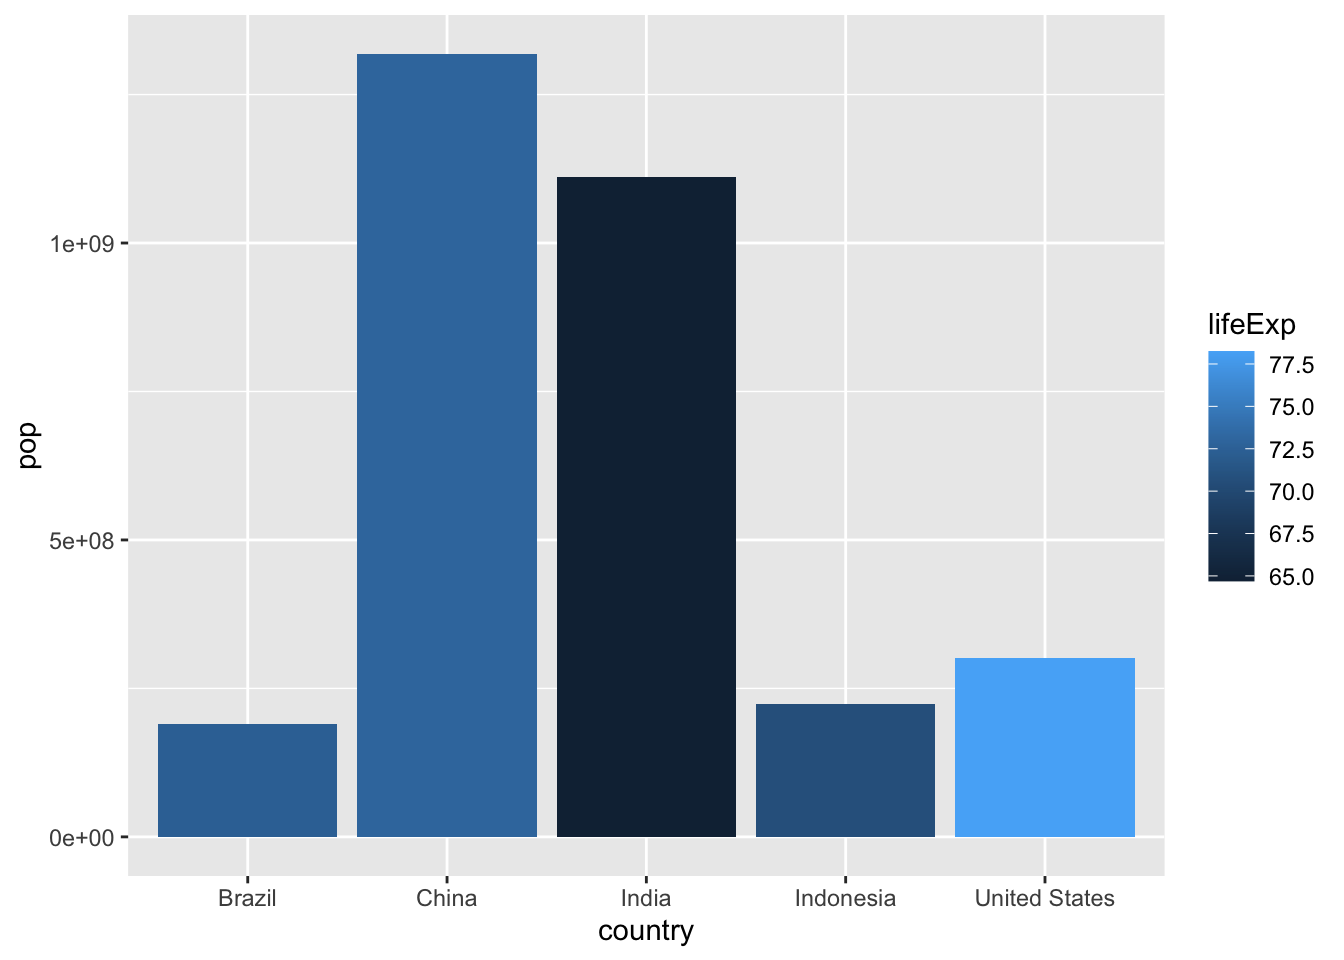 pop
1e+09
5e+08
0e+00
Brazil
China
India
Indonesia
United States
country
lifeExp
77.5
75.0
72.5
70.0
67.5
65.0